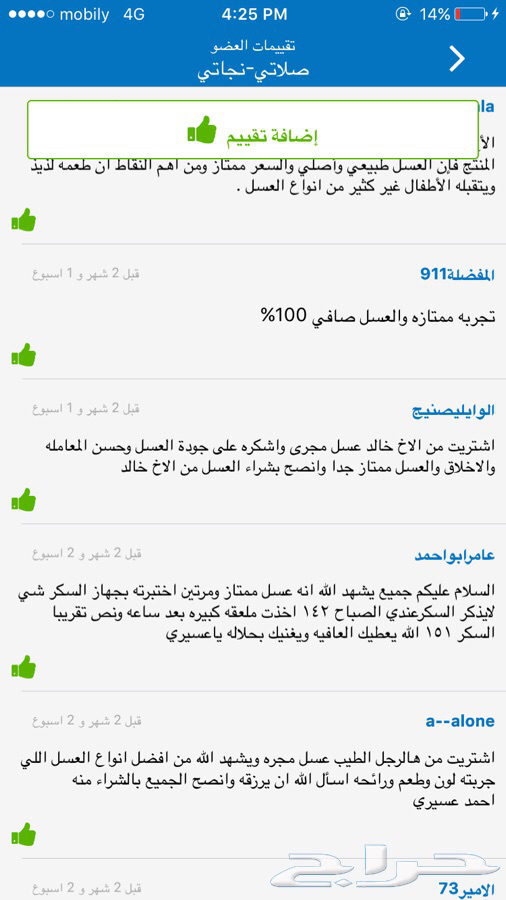 mobily 4G 4:25 PM 14%
تقييمات العضو
صلاتي-نجاتي
la
إضافة تقييم
المنتج فإن العسل طبيعي وأصلي والسعر ممتاز ومن اهم النقاط ان طعمه لذيذ
ويتقبله الأطفال غير كثير من انواع العسل .
المفضلة911 قبل 2 شهر و 1 اسبوع
تجربه ممتازه والعسل صافي 100%
الوايليصنيج قبل 2 شهر و 1 اسبوع
اشتريت من الاخ خالد عسل مجرى واشكره على جودة العسل وحسن المعامله
والاخلاق والعسل ممتاز جدا وانصح بشراء العسل من الاخ خالد
عامرابواحمد قبل 2 شهر و 2 اسبوع
السلام عليكم جميع يشهد الله انه عسل ممتاز ومرتين اختبرته بجهاز السكر شي
لايذكر السكرعندي الصباح ١٤٢ اخذت ملعقه كبيره بعد ساعه ونص تقريبا
السكر ١٥١ الله يعطيك العافيه ويغنيك بحلاله ياعسيري
a--alone قبل 2 شهر و 2 اسبوع
اشتريت من هالرجل الطيب عسل مجره ويشهد الله من افضل انواع العسل اللي
جربته لون وطعم ورائحه اسأل الله ان يرزقه وانصح الجميع بالشراء منه
احمد عسيري
حراج
الامير73 قبل 2 شهر و 2 اسبوع